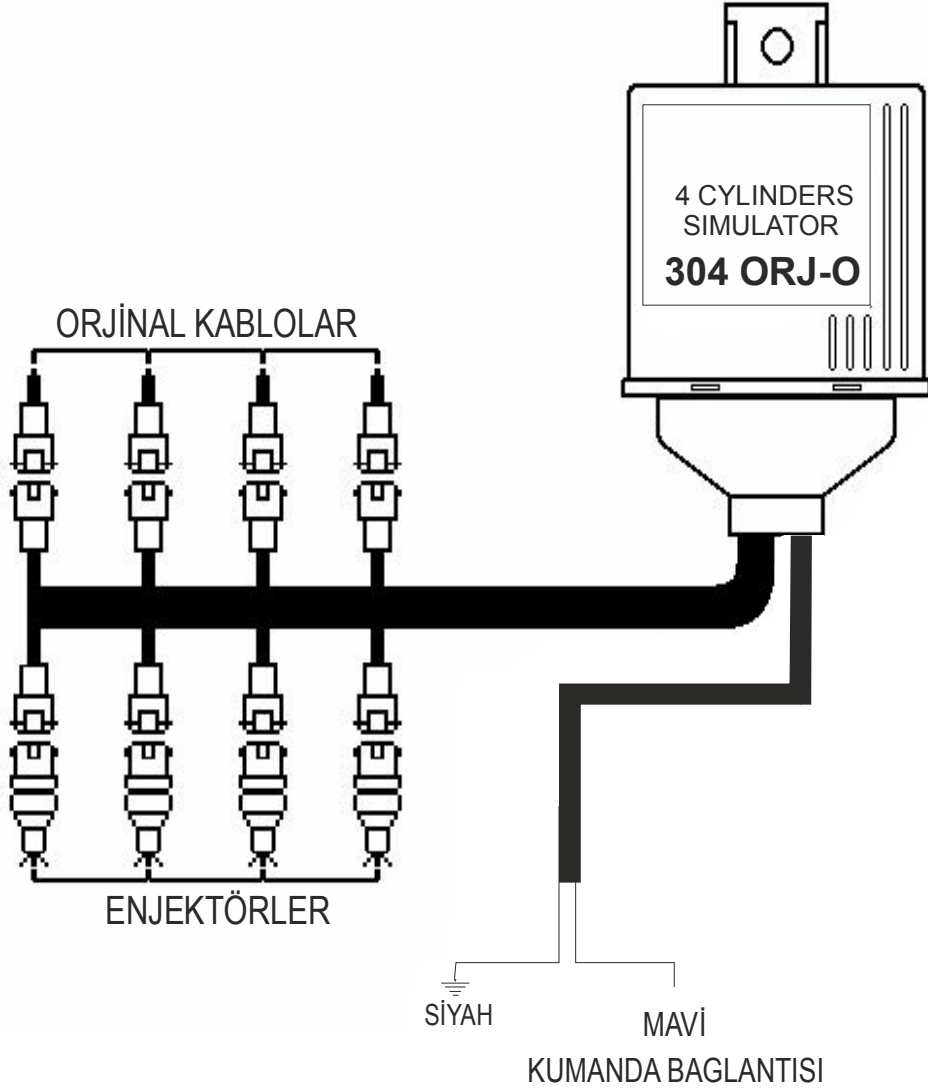 4 CYLINDERS
SIMULATOR
304 ORJ-O
ORJİNAL KABLOLAR
ENJEKTÖRLER
SİYAH
MAVİ
KUMANDA BAGLANTISI